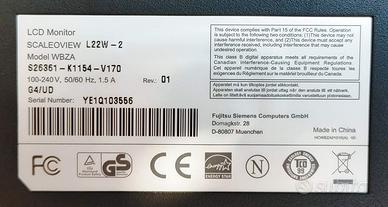 LCD Monitor
SCALEOVIEW L22W-2
Model WBZA
S26361-K1154-V170
100-240V, 50/60 Hz, 1.5 A Rev.: 01
G4/UD
Serial Number: YE1Q103556
This device complies with Part 15 of the FCC Rules. Operation
is subject to the following two conditions: (1) This device may
not cause harmful interference, and (2) this device must
accept any interference received, including interference that
may cause undesired operation.
This Class B digital apparatus meets all requirements of the
Canadian Interference-Causing Equipment Regulations.
Cet appareil numérique de la classe B respecte toutes les
exigences du Règlement sur le matériel brouilleur du Canada.
Fujitsu Siemens Computers GmbH
Domagkstr. 28
D-80807 Muenchen
Made in China
FC
GS
CE
ENERGY STAR
N
TCO
99